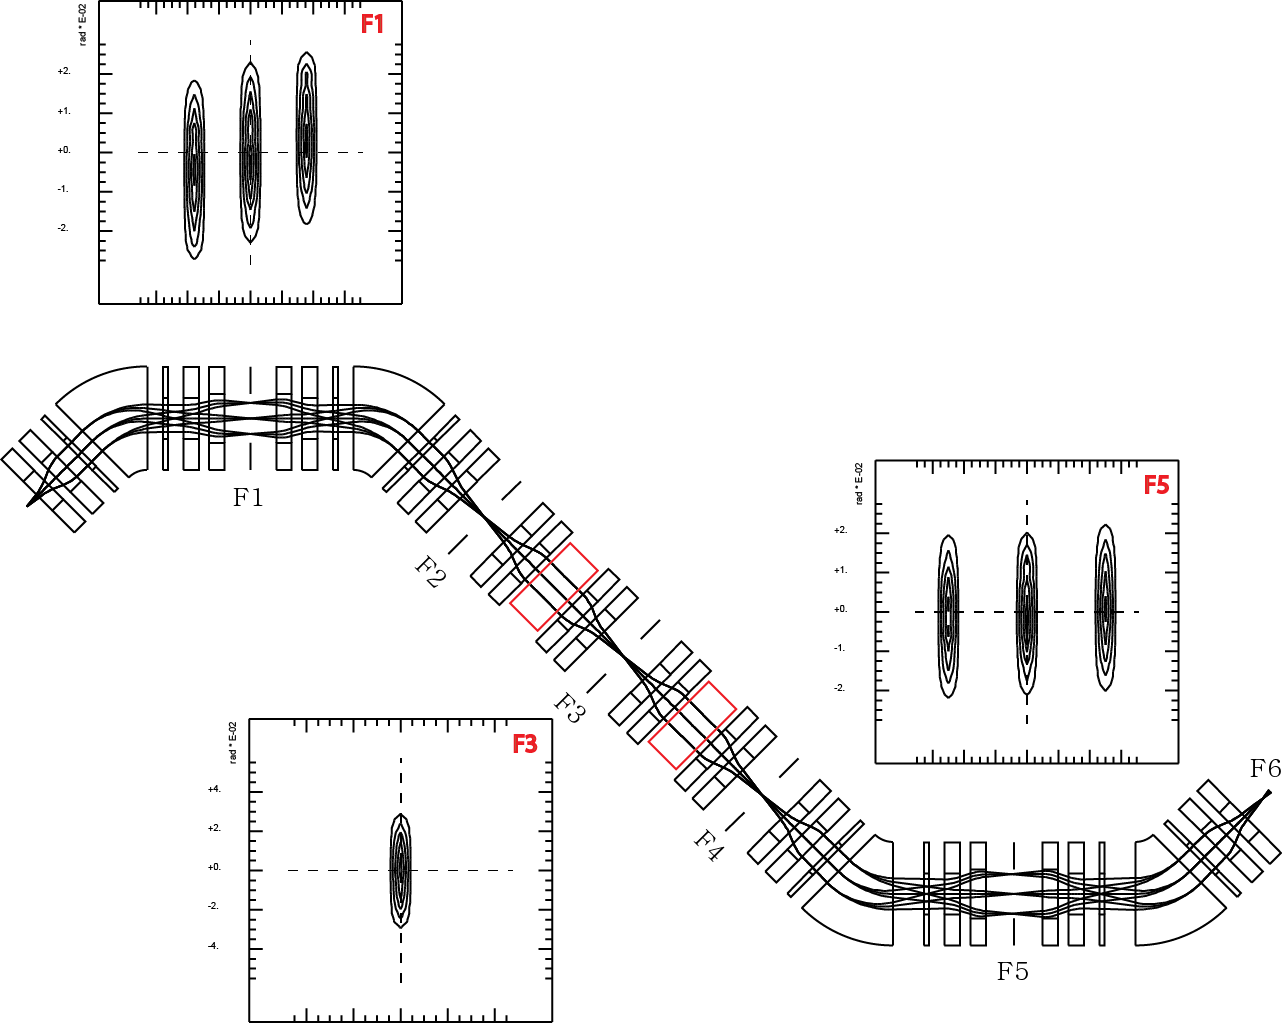 rad * E-02
F1
+2.
+1.
+0.
-1.
-2.
F1
F2
F3
F4
rad * E-02
F5
+2.
+1.
+0.
-1.
-2.
F6
F5
rad * E-02
F3
+4.
+2.
+0.
-2.
-4.